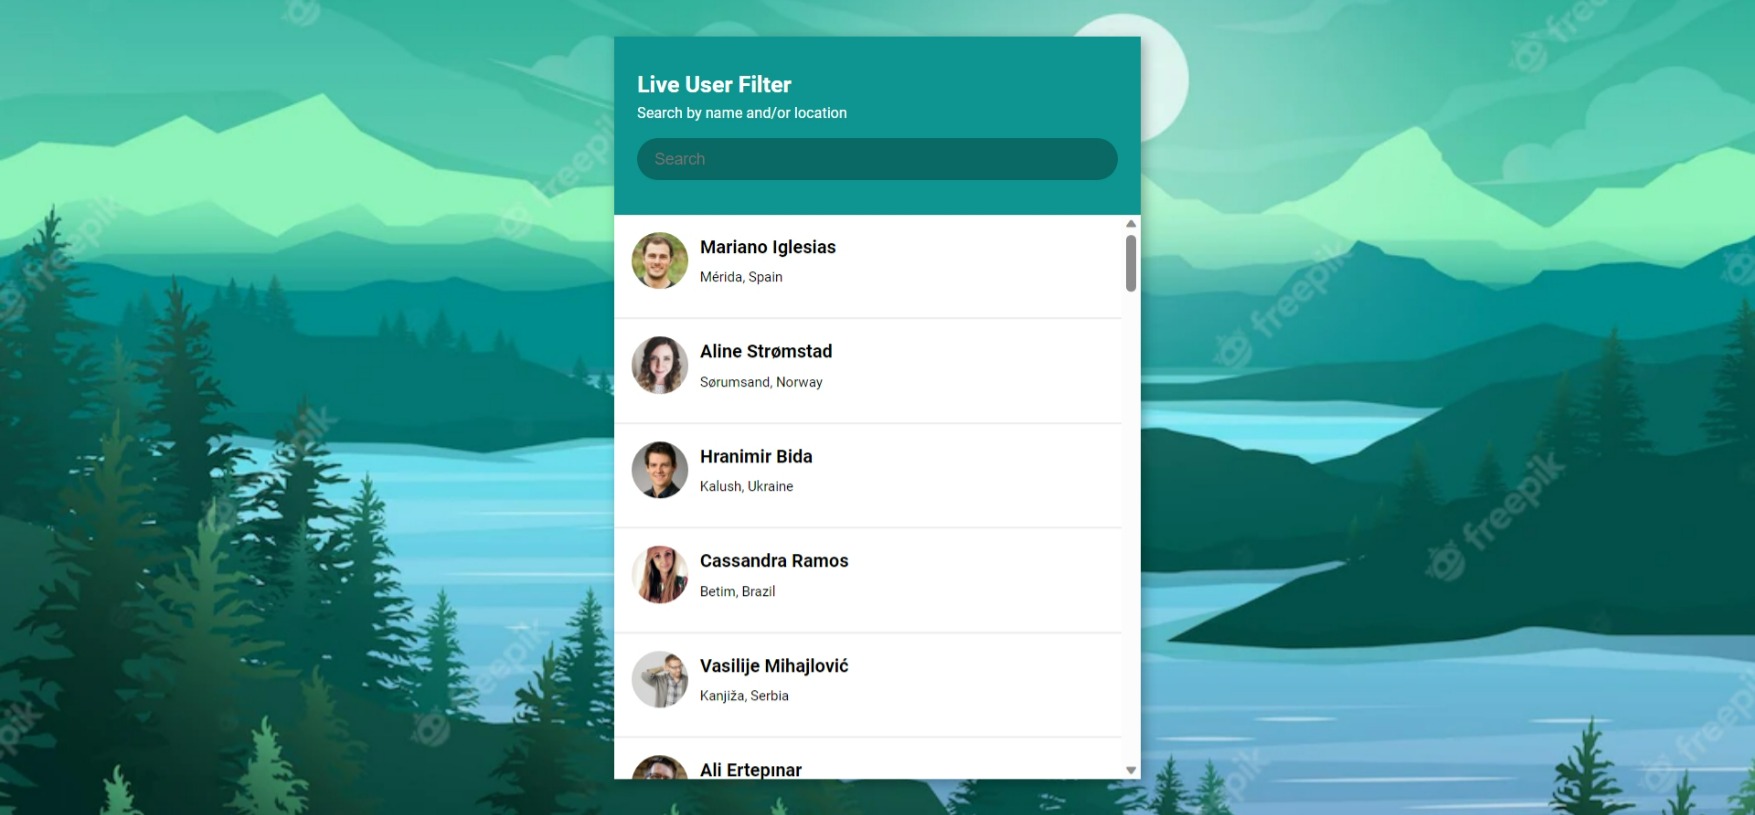 Live User Filter
Search by name and/or location
Search
Mariano Iglesias
Mérida, Spain
Aline Strømstad
Sørumsand, Norway
Hranimir Bida
Kalush, Ukraine
Cassandra Ramos
Betim, Brazil
Vasilije Mihajlović
Kanjiža, Serbia
Ali Ertepınar
freepik
freepik
freepik
freepik
freepik
freepik
freepik